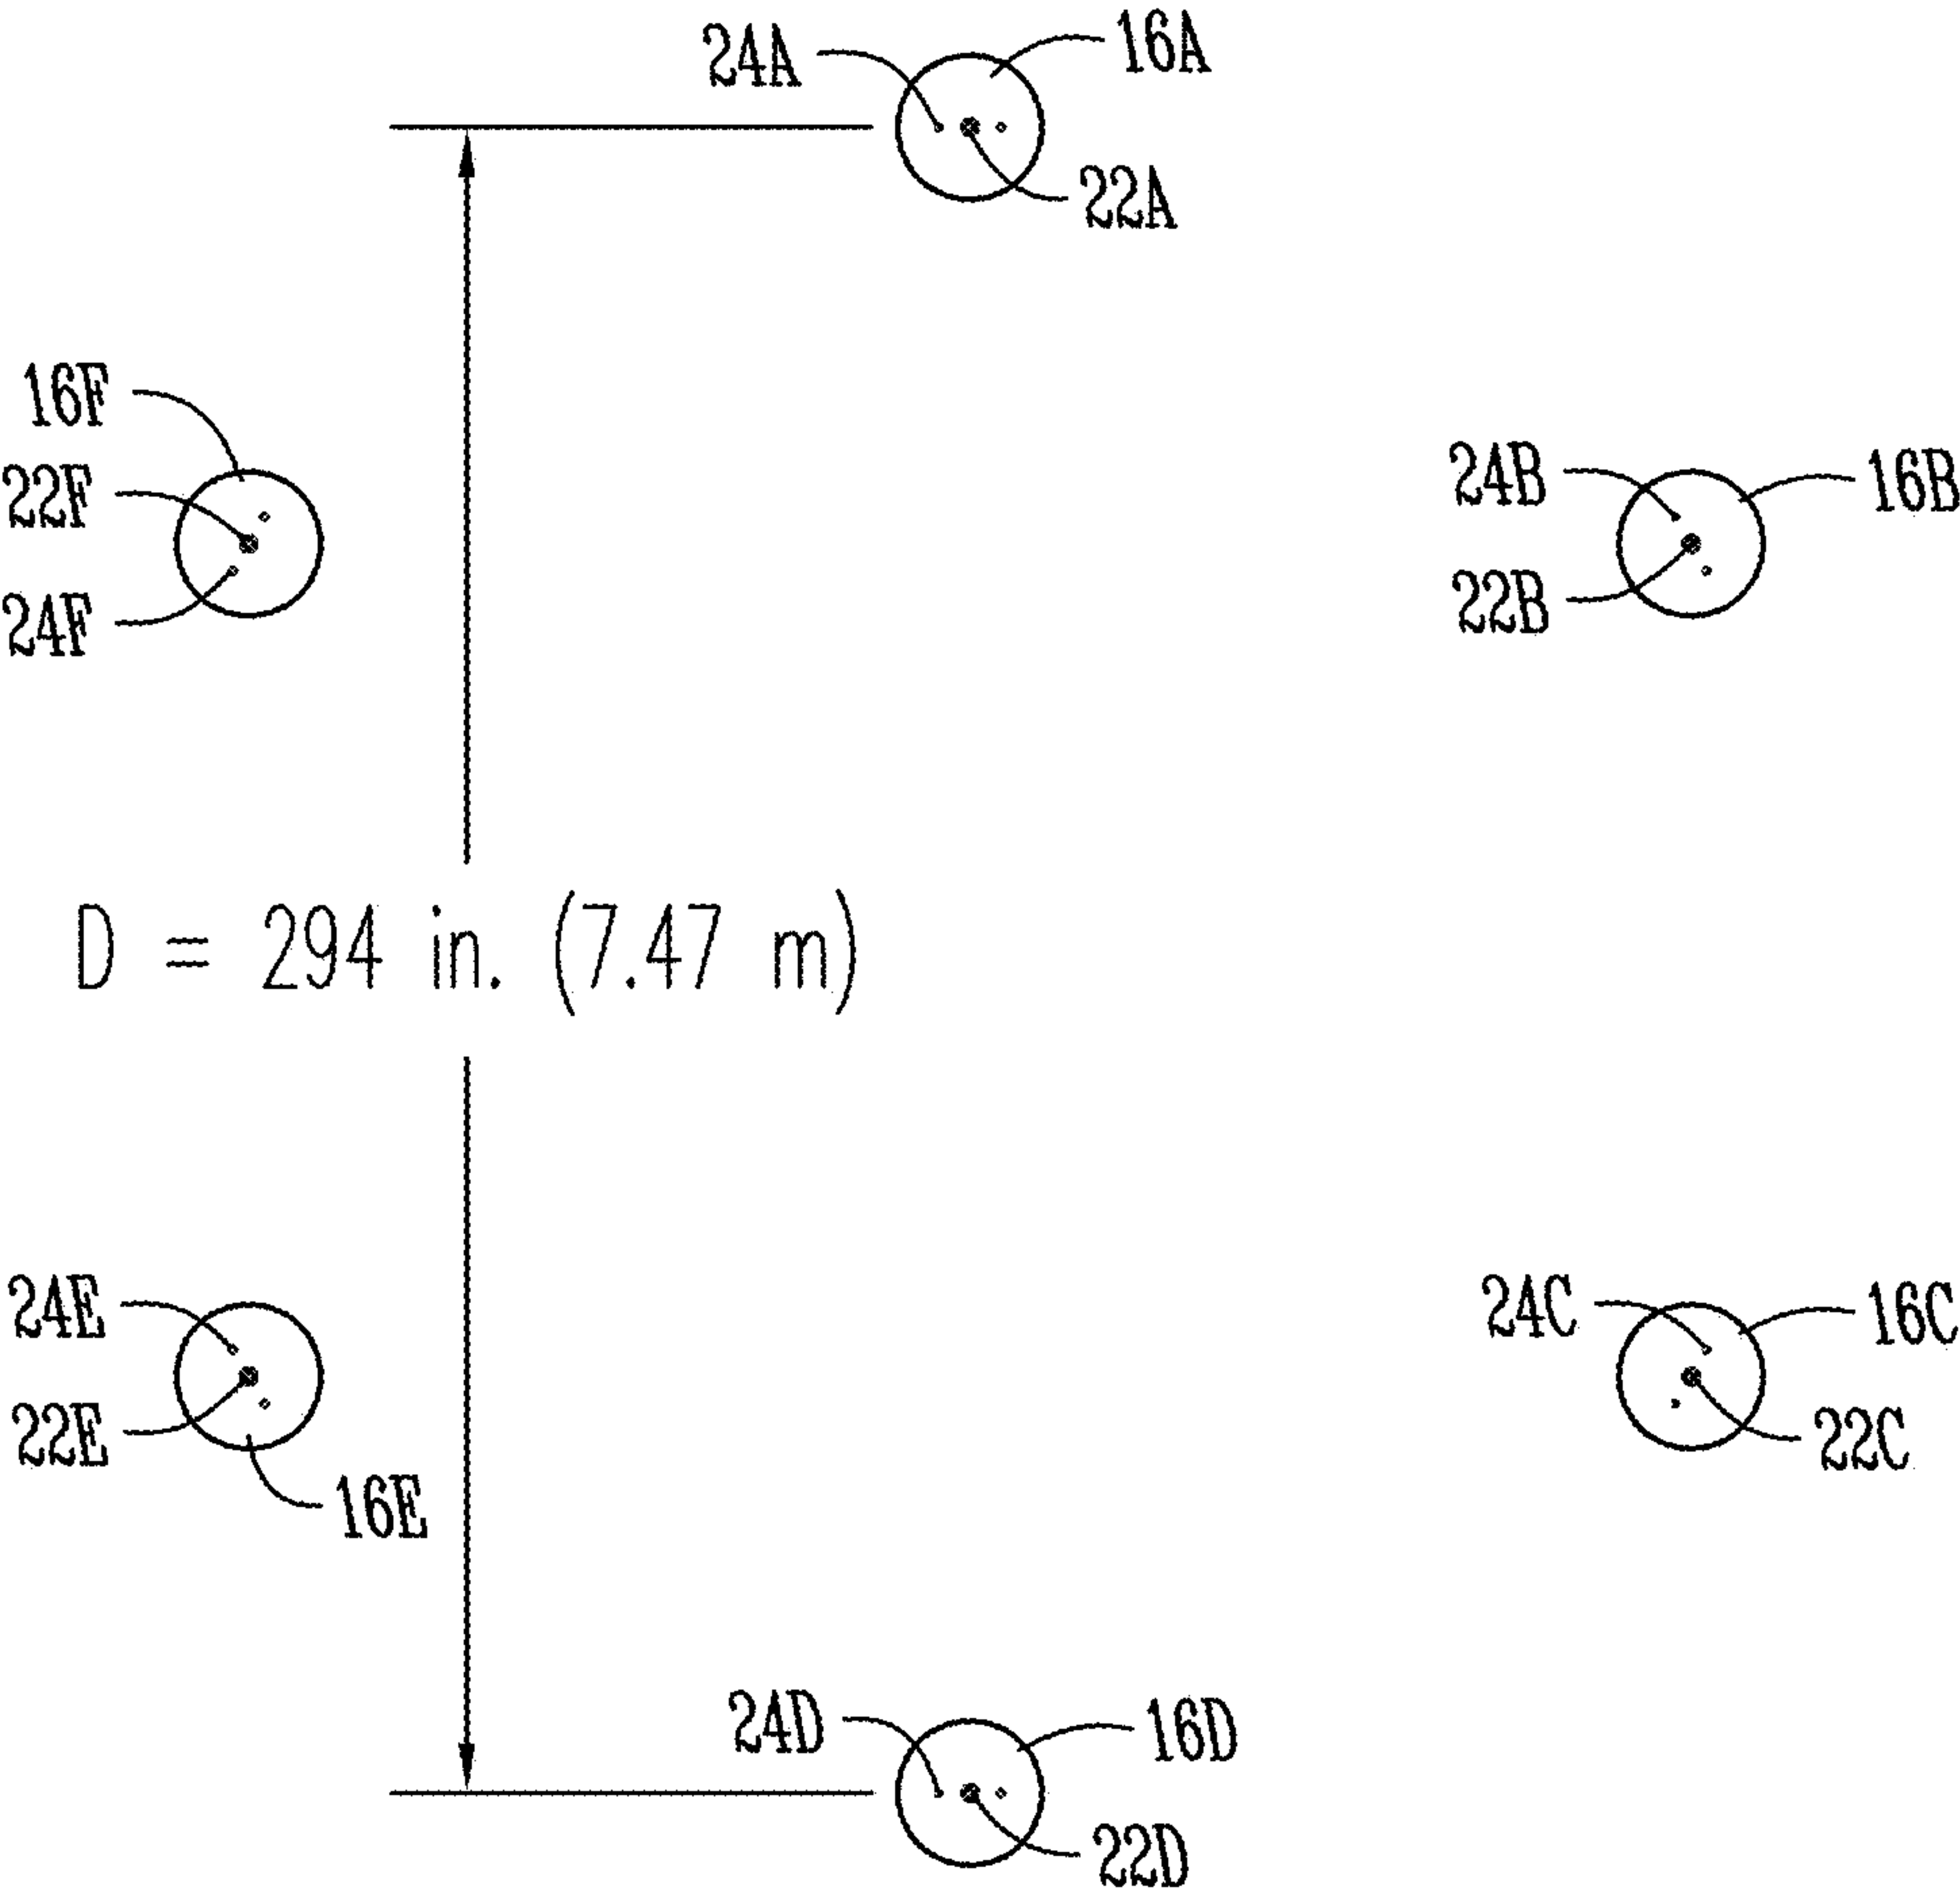 24A
16A
22A
16F
22F
24F
24B
16B
22B
D = 294 in. (7.47 m)
24E
22E
16E
24C
16C
22C
24D
16D
22D